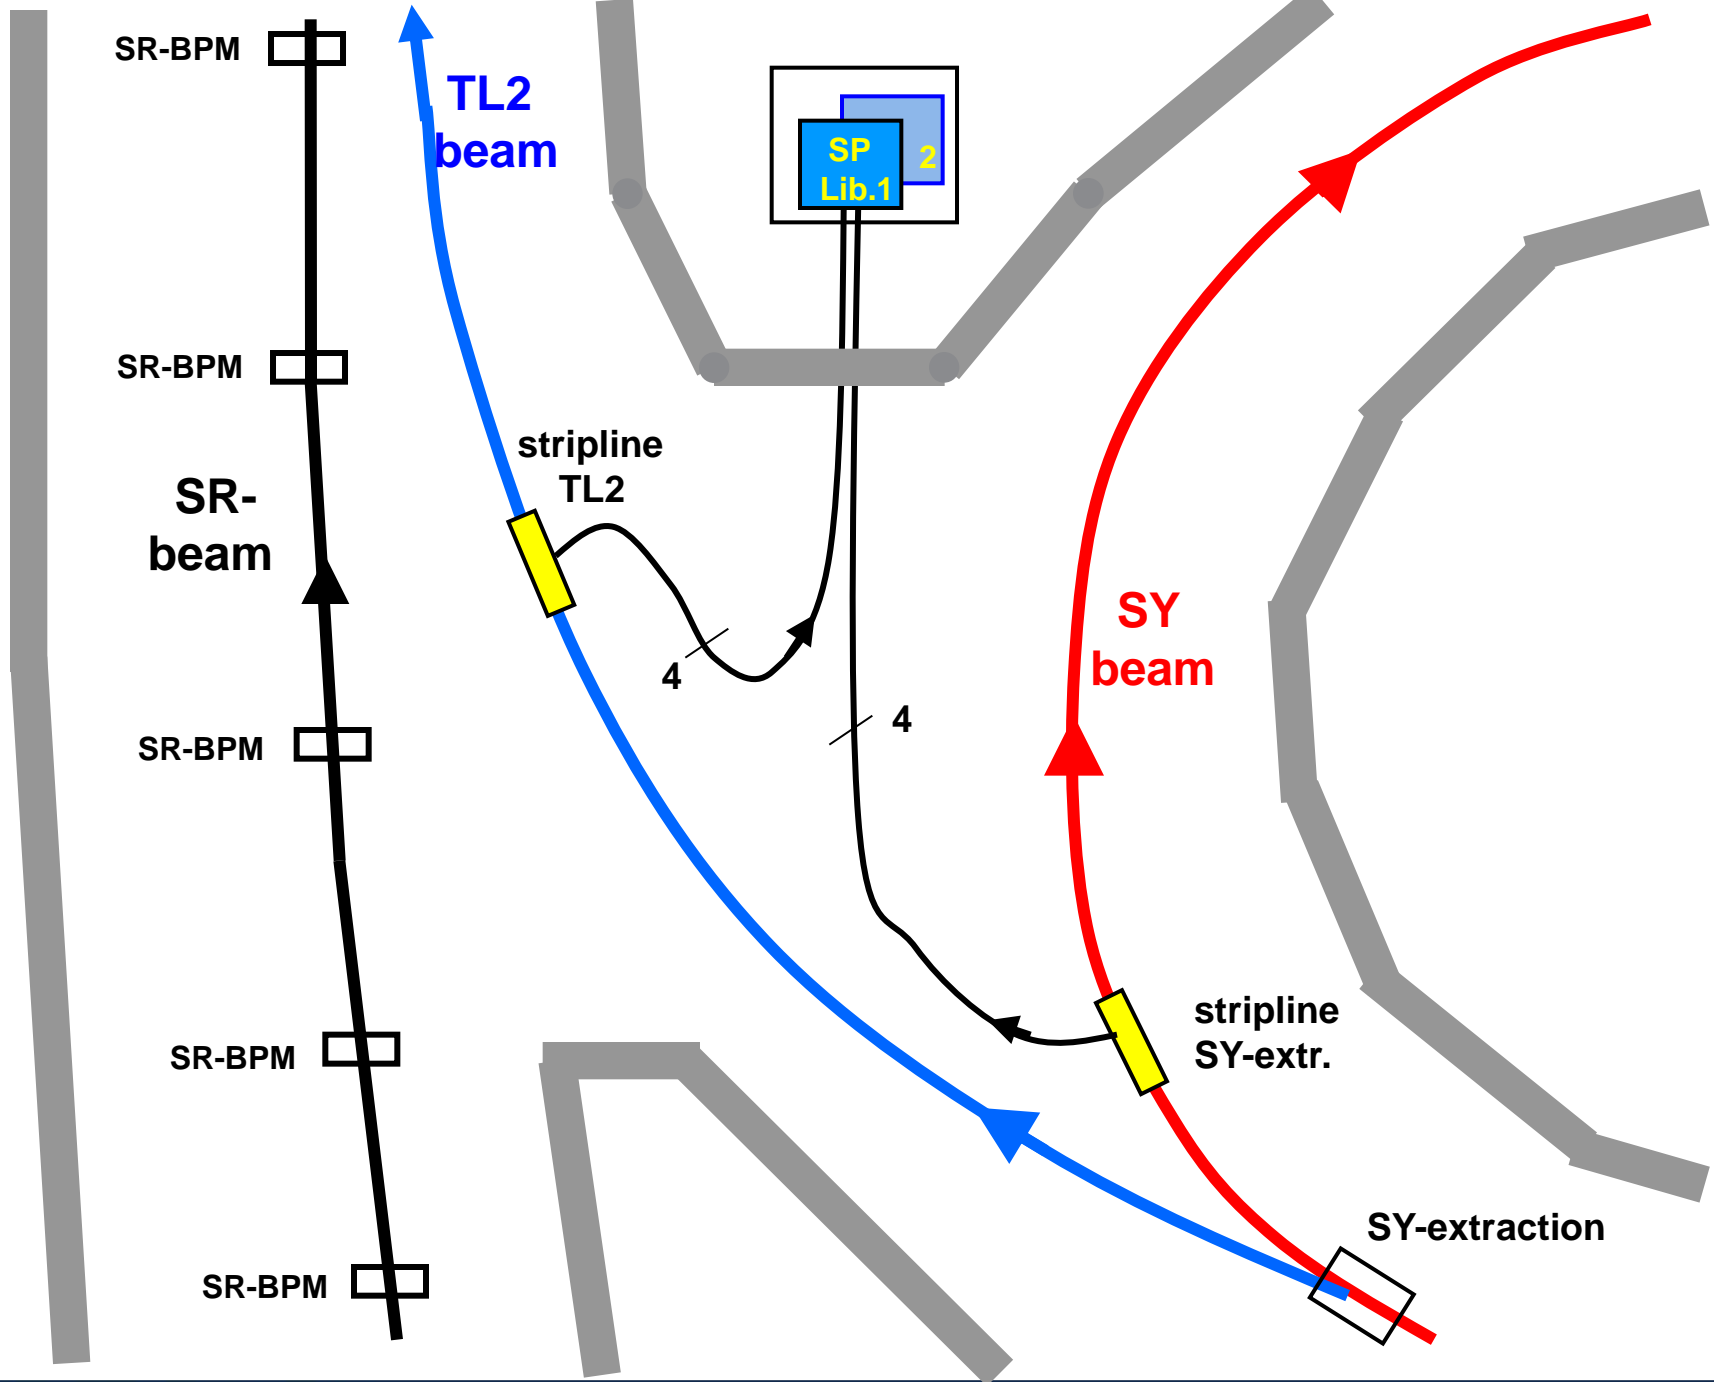 SR-BPM
TL2
beam
SP
Lib.1
2
SR-BPM
stripline
TL2
SR-
beam
4
SY
beam
4
SR-BPM
stripline
SY-extr.
SR-BPM
SY-extraction
SR-BPM